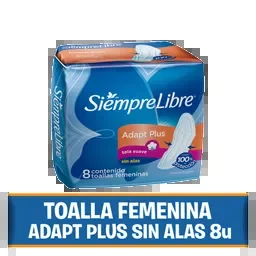 SiempreLibre
Adapt Plus
tela suave
sin alas
100%
8 contenido
toallas femeninas
TOALLA FEMENINA
ADAPT PLUS SIN ALAS 8u